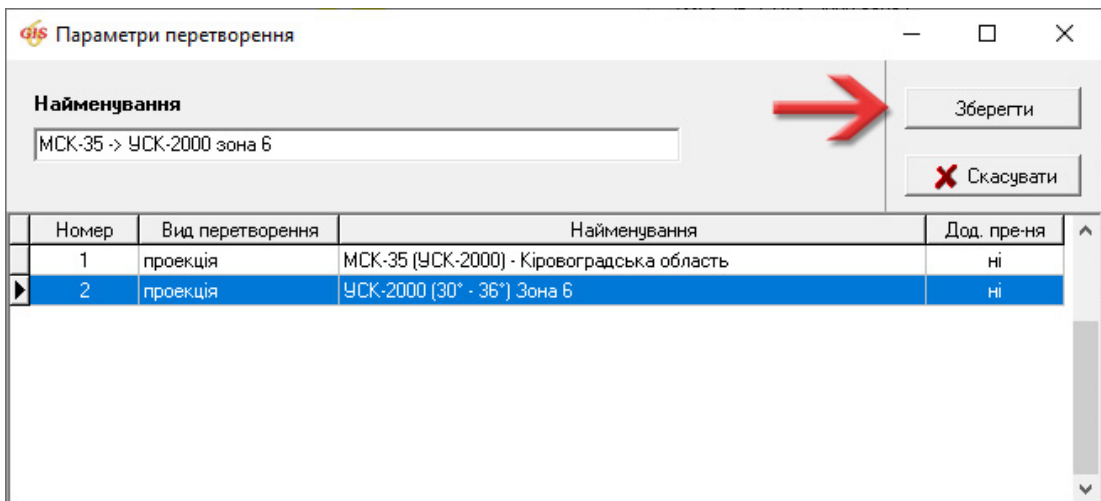 GIS Параметри перетворення
Найменування
МСК-35 -> УСК-2000 зона 6
Зберегти
Скасувати
Номер Вид перетворення Найменування Дод. пре-ня
1 проекція МСК-35 (УСК-2000) - Кіровоградська область ні
2 проекція УСК-2000 (30° - 36°) Зона 6 ні